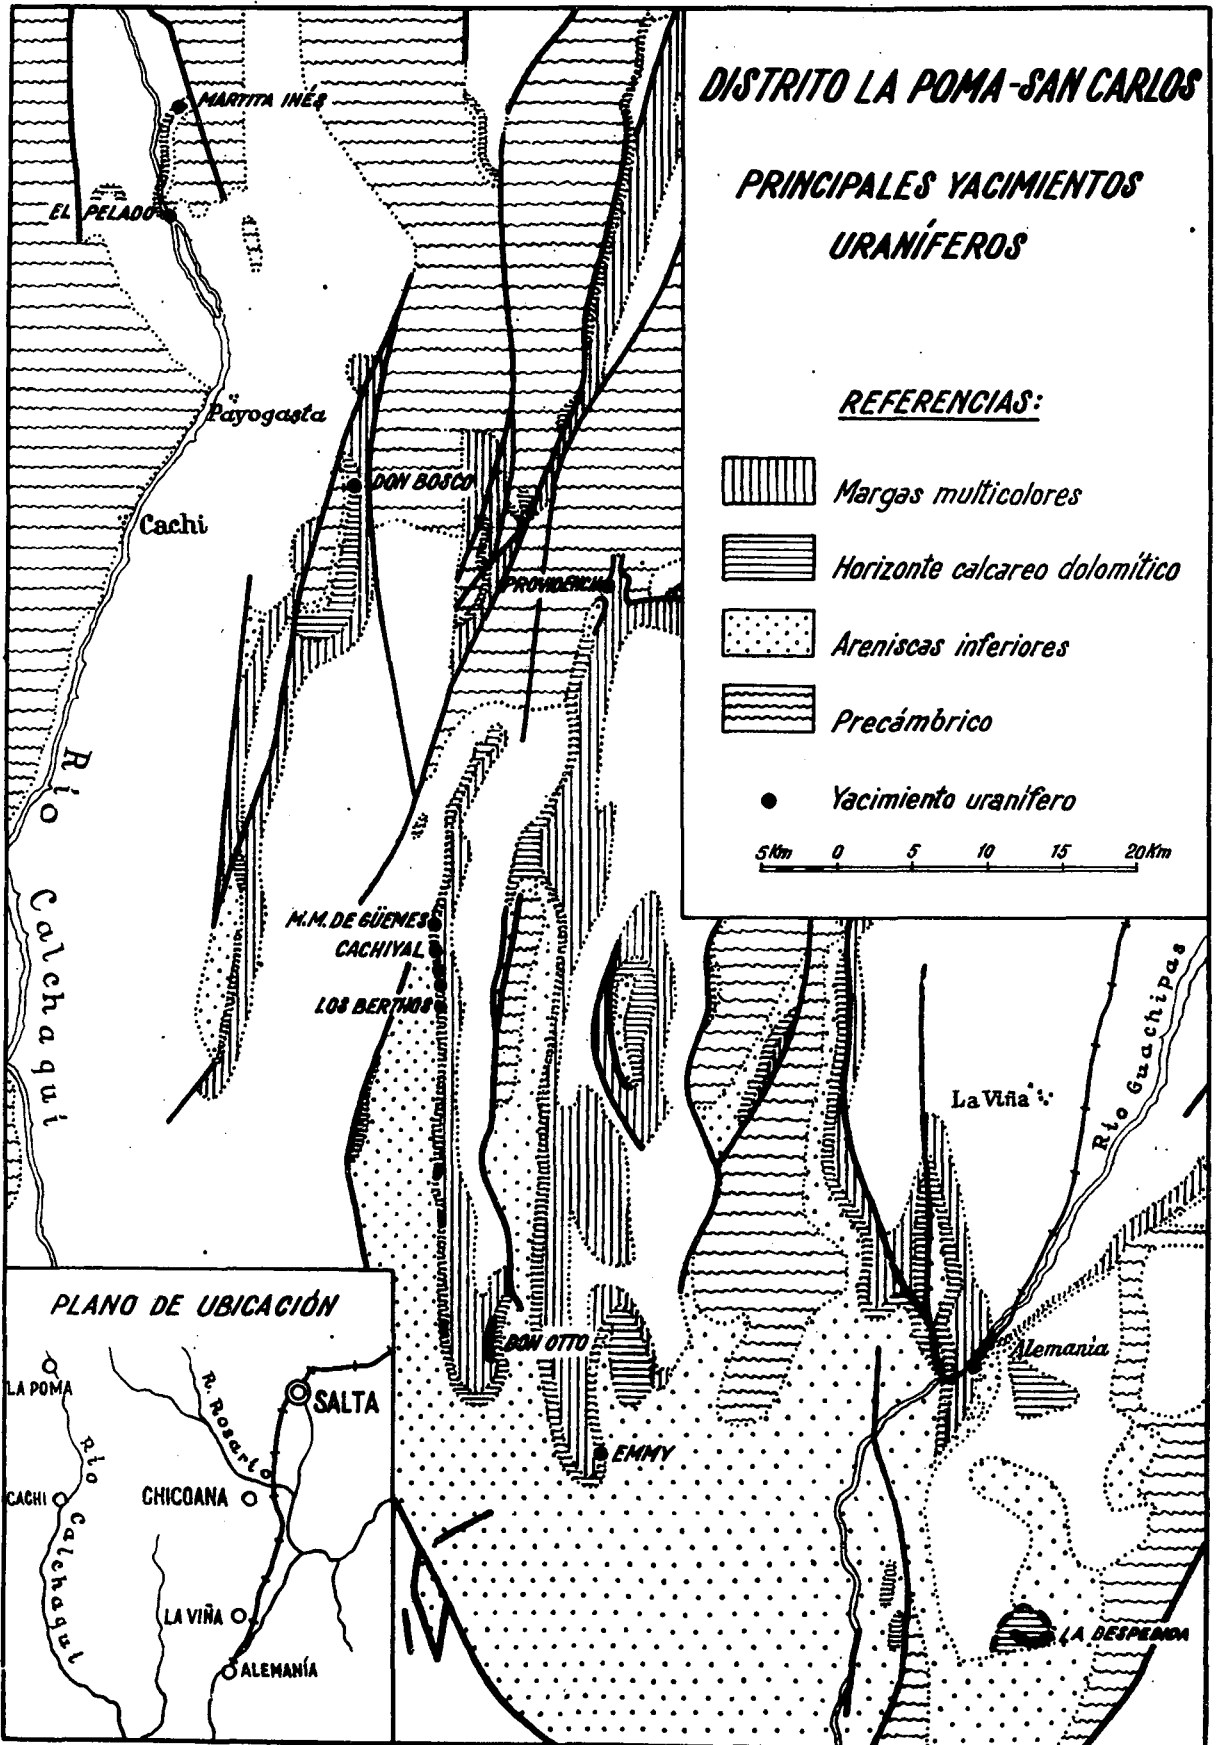 DISTRITO LA POMA-SAN CARLOS
PRINCIPALES YACIMIENTOS
URANÍFEROS
REFERENCIAS:
Margas multicolores
Horizonte calcareo dolomítico
Areniscas inferiores
Precámbrico
Yacimiento uranífero
5Km 0 5 10 15 20Km
MARTITA INÉS
EL PELADO
Payogasta
DON BOSCO
Cachi
PROVIDENCIA
Río Calchaquí
M.M. DE GÜEMES
CACHIYAL
LOS BERTHOS
La Viña
Río Guachipas
Alemania
DON OTTO
EMMY
LA DESPEDIDA
PLANO DE UBICACIÓN
LA POMA
R. Rosario
SALTA
Río Calchaquí
CACHI
CHICOANA
LA VIÑA
ALEMANÍA